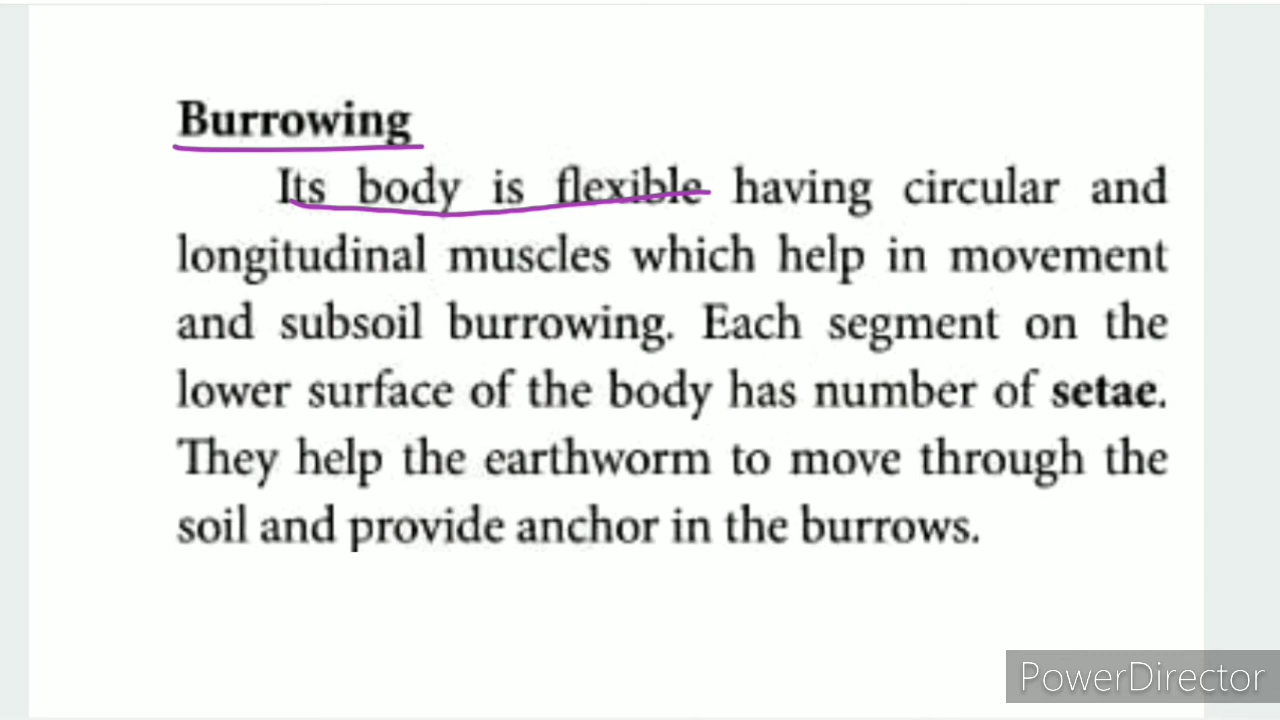 Burrowing
Its body is flexible having circular and
longitudinal muscles which help in movement
and subsoil burrowing. Each segment on the
lower surface of the body has number of setae.
They help the earthworm to move through the
soil and provide anchor in the burrows.
PowerDirector